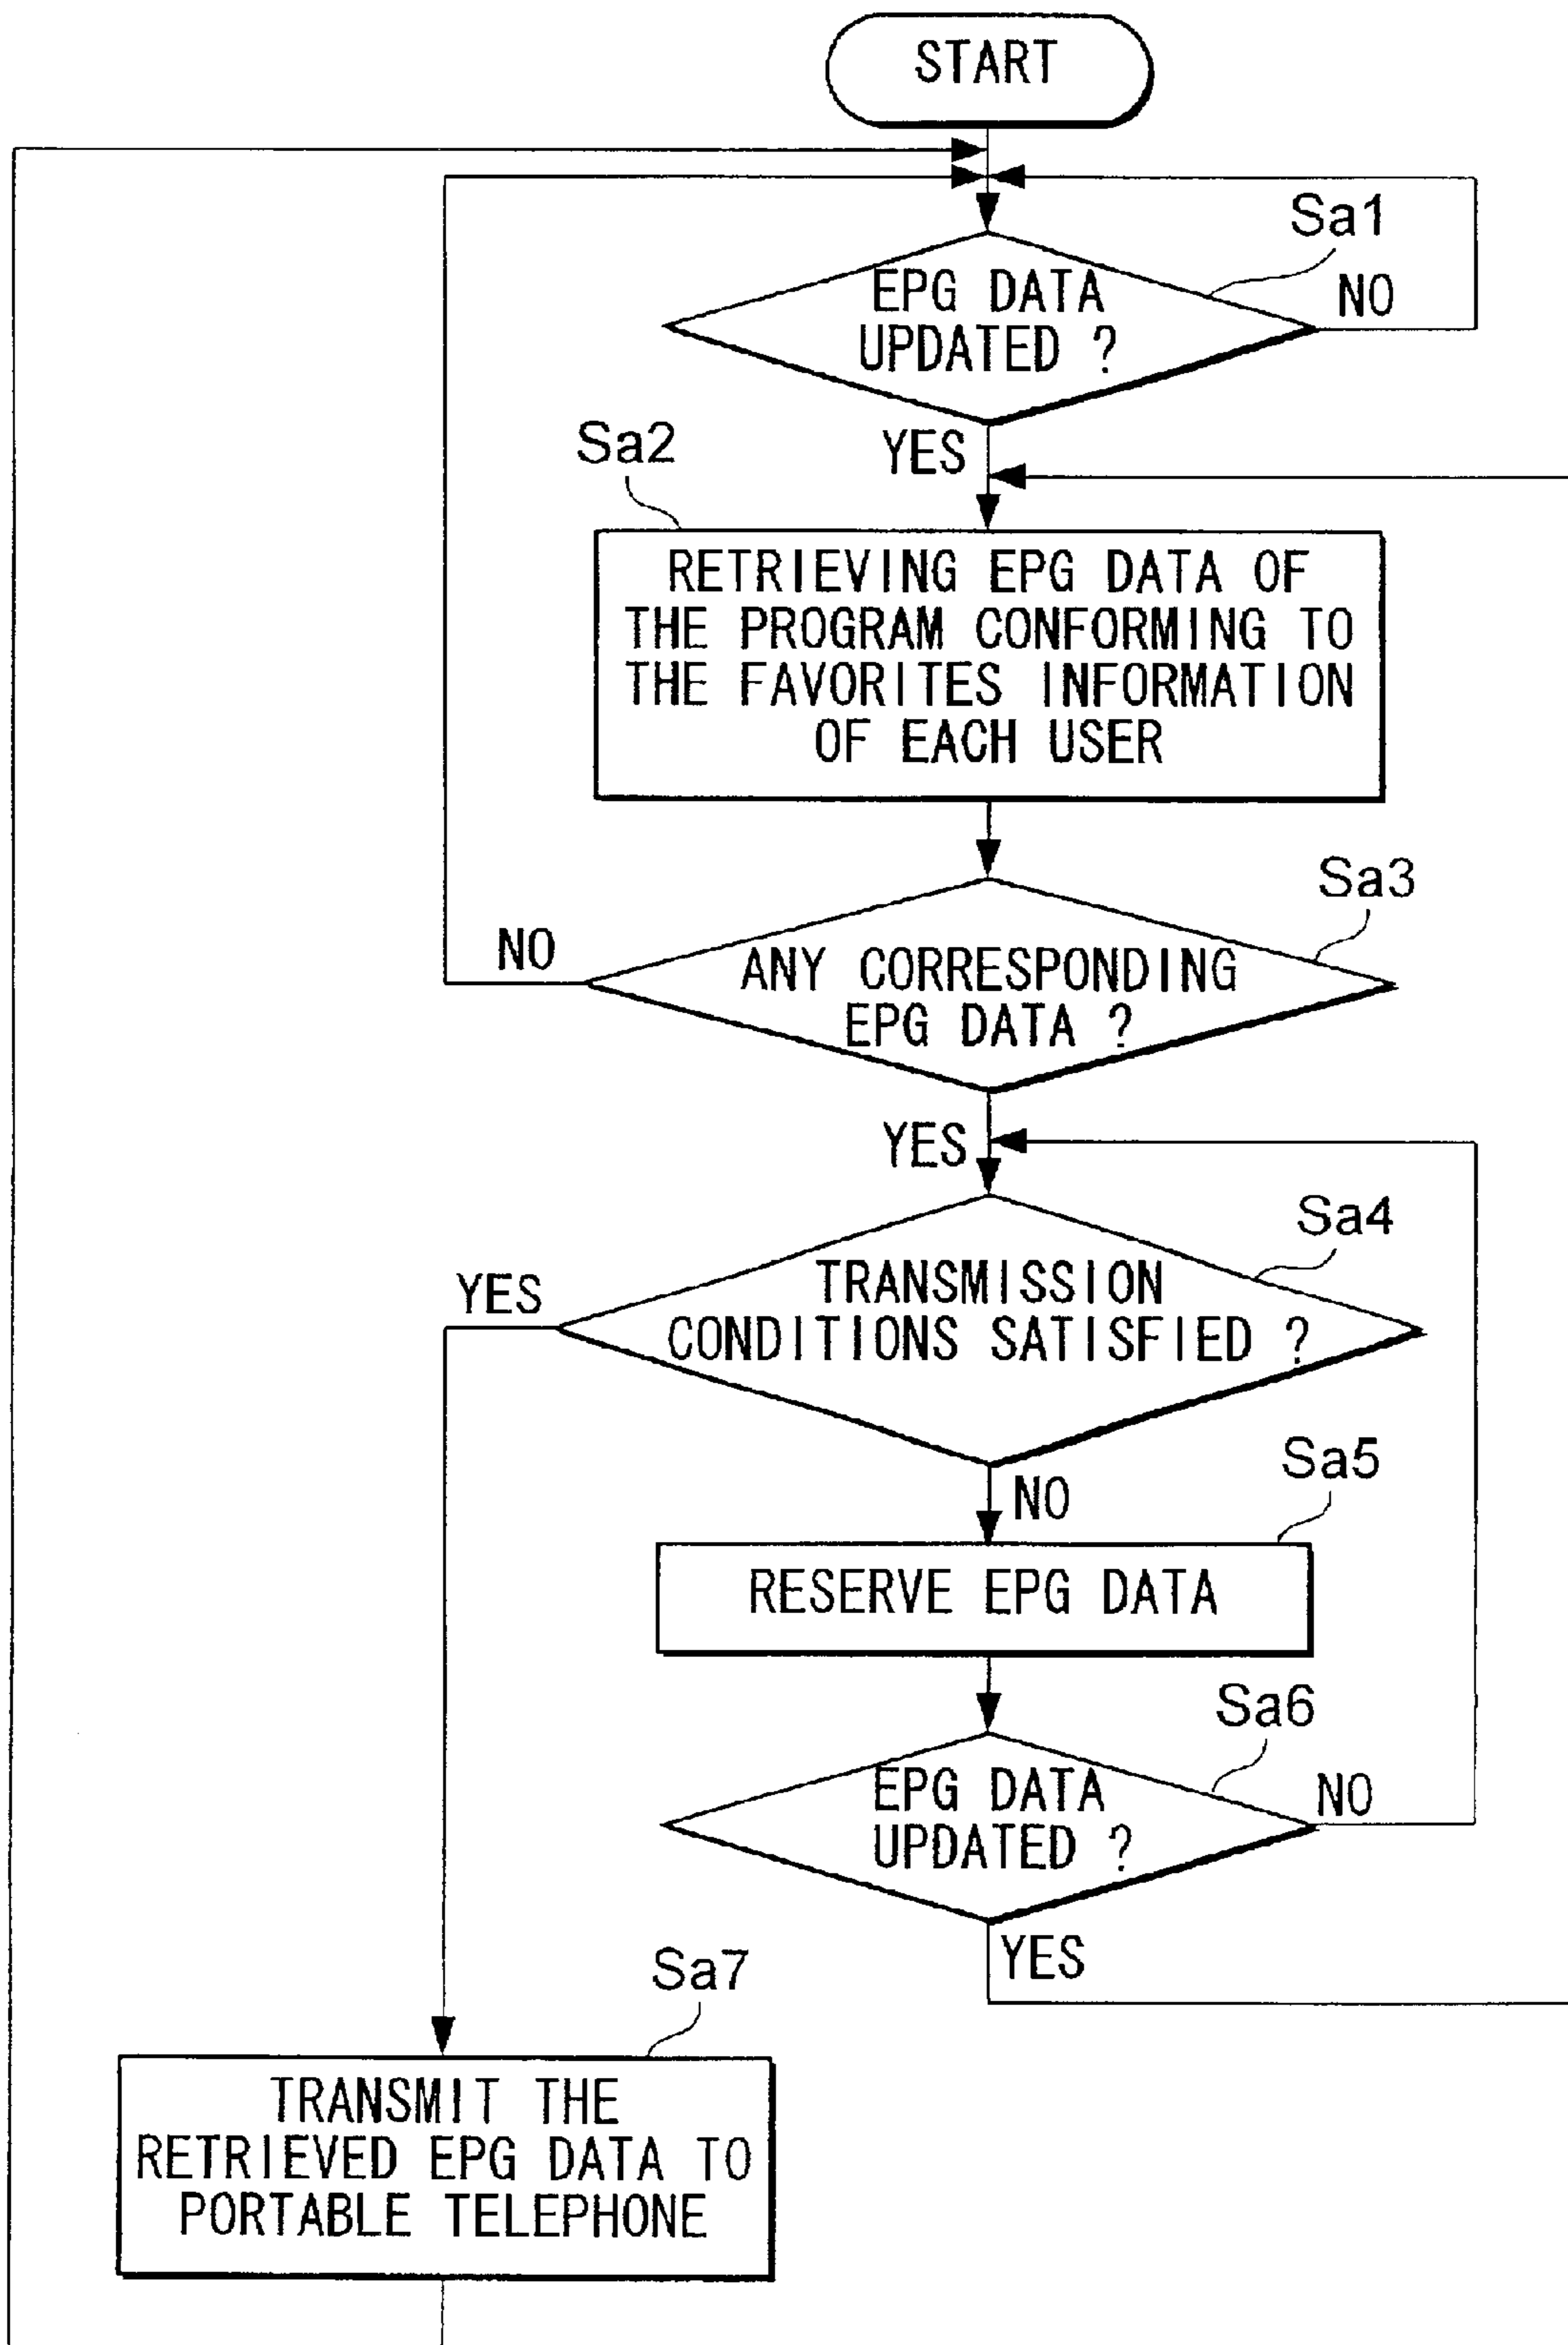 START
Sa1
EPG DATA
UPDATED ?
NO
YES
Sa2
RETRIEVING EPG DATA OF
THE PROGRAM CONFORMING TO
THE FAVORITES INFORMATION
OF EACH USER
Sa3
NO
ANY CORRESPONDING
EPG DATA ?
YES
Sa4
YES
TRANSMISSION
CONDITIONS SATISFIED ?
NO
Sa5
RESERVE EPG DATA
Sa6
EPG DATA
UPDATED ?
NO
YES
Sa7
TRANSMIT THE
RETRIEVED EPG DATA TO
PORTABLE TELEPHONE